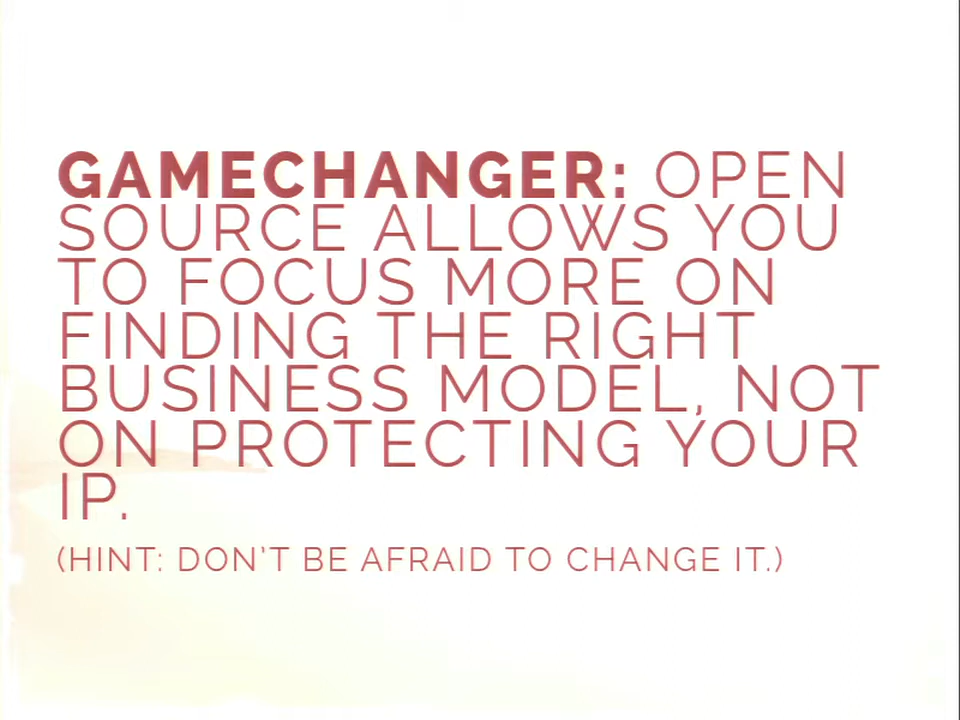 GAMECHANGER: OPEN
SOURCE ALLOWS YOU
TO FOCUS MORE ON
FINDING THE RIGHT
BUSINESS MODEL, NOT
ON PROTECTING YOUR
IP.
(HINT: DON'T BE AFRAID TO CHANGE IT.)